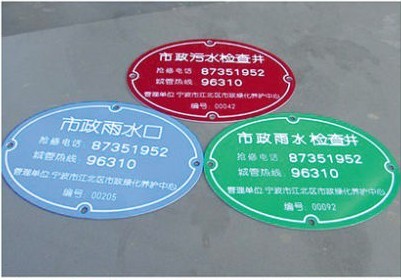 市政污水检查井
抢修电话 87351952
城管热线 96310
管理单位:宁波市江北区市政绿化养护中心
编号: 00042
市政雨水口
抢修电话 87351952
城管热线 96310
管理单位:宁波市江北区市政绿化养护中心
编号: 00205
市政雨水检查井
抢修电话 87351952
城管热线 96310
管理单位:宁波市江北区市政绿化养护中心
编号: 00092